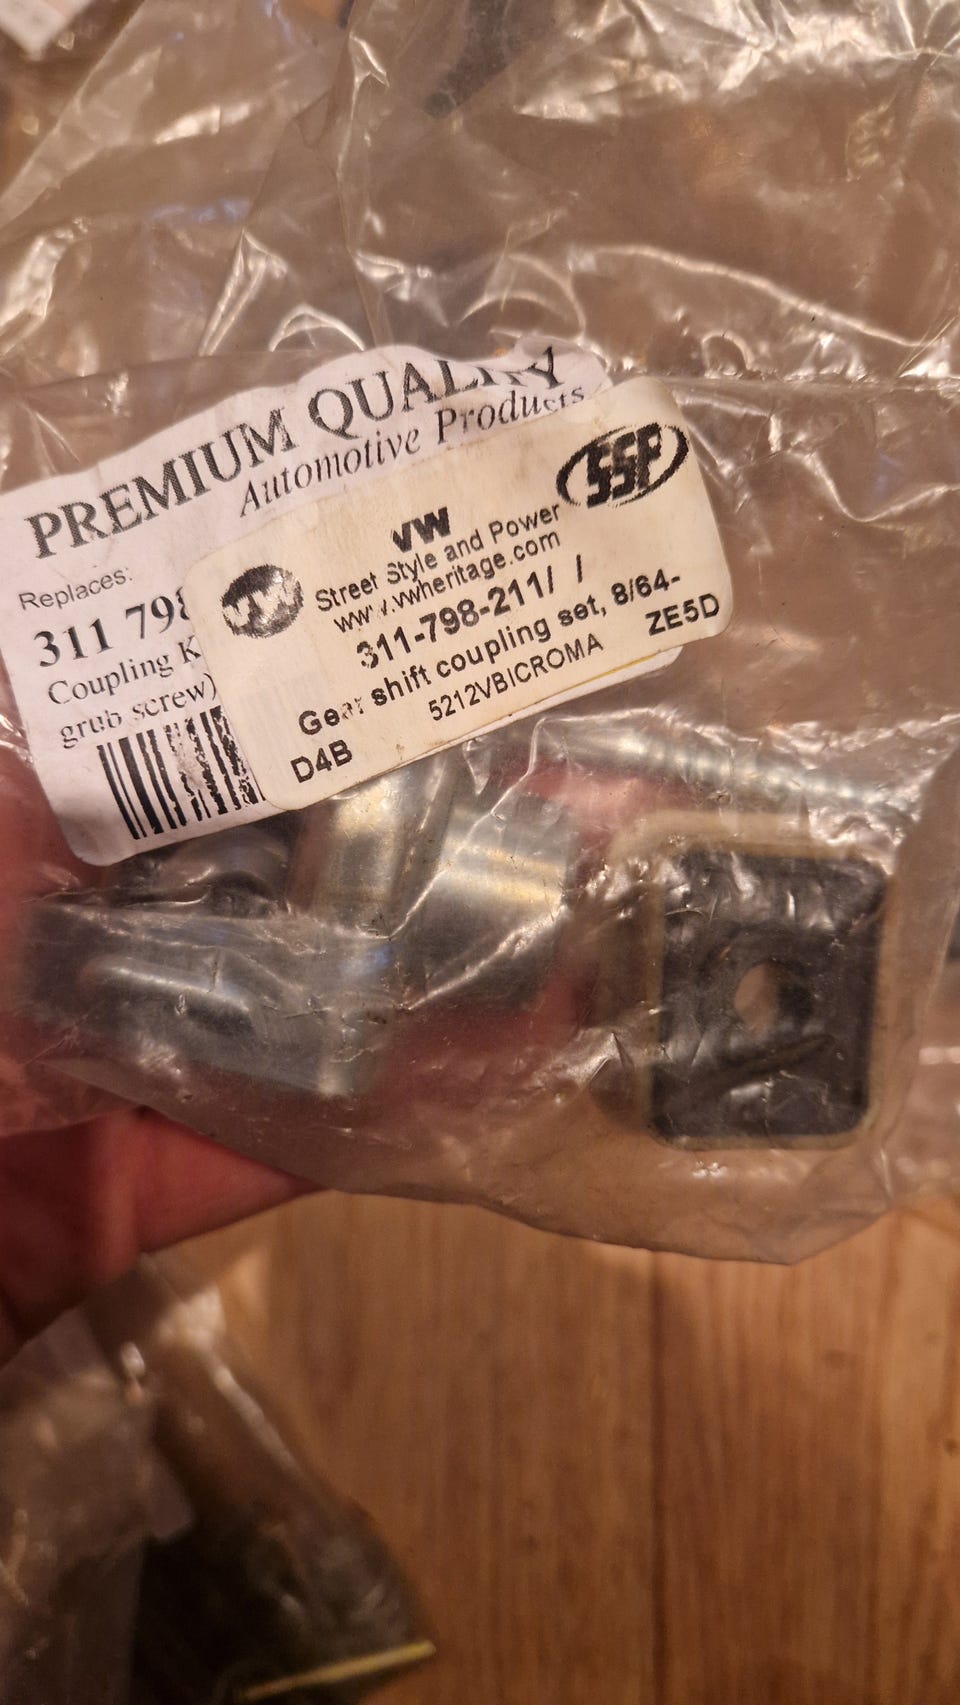 PREMIUM QUALITY
Automotive Products
Replaces:
311 798
Coupling K
grub screw)
SSP
VW
Street Style and Power
www.vwheritage.com
311-798-211/ /
Gear shift coupling set, 8/64-
5212VBICROMA
ZE5D
D4B